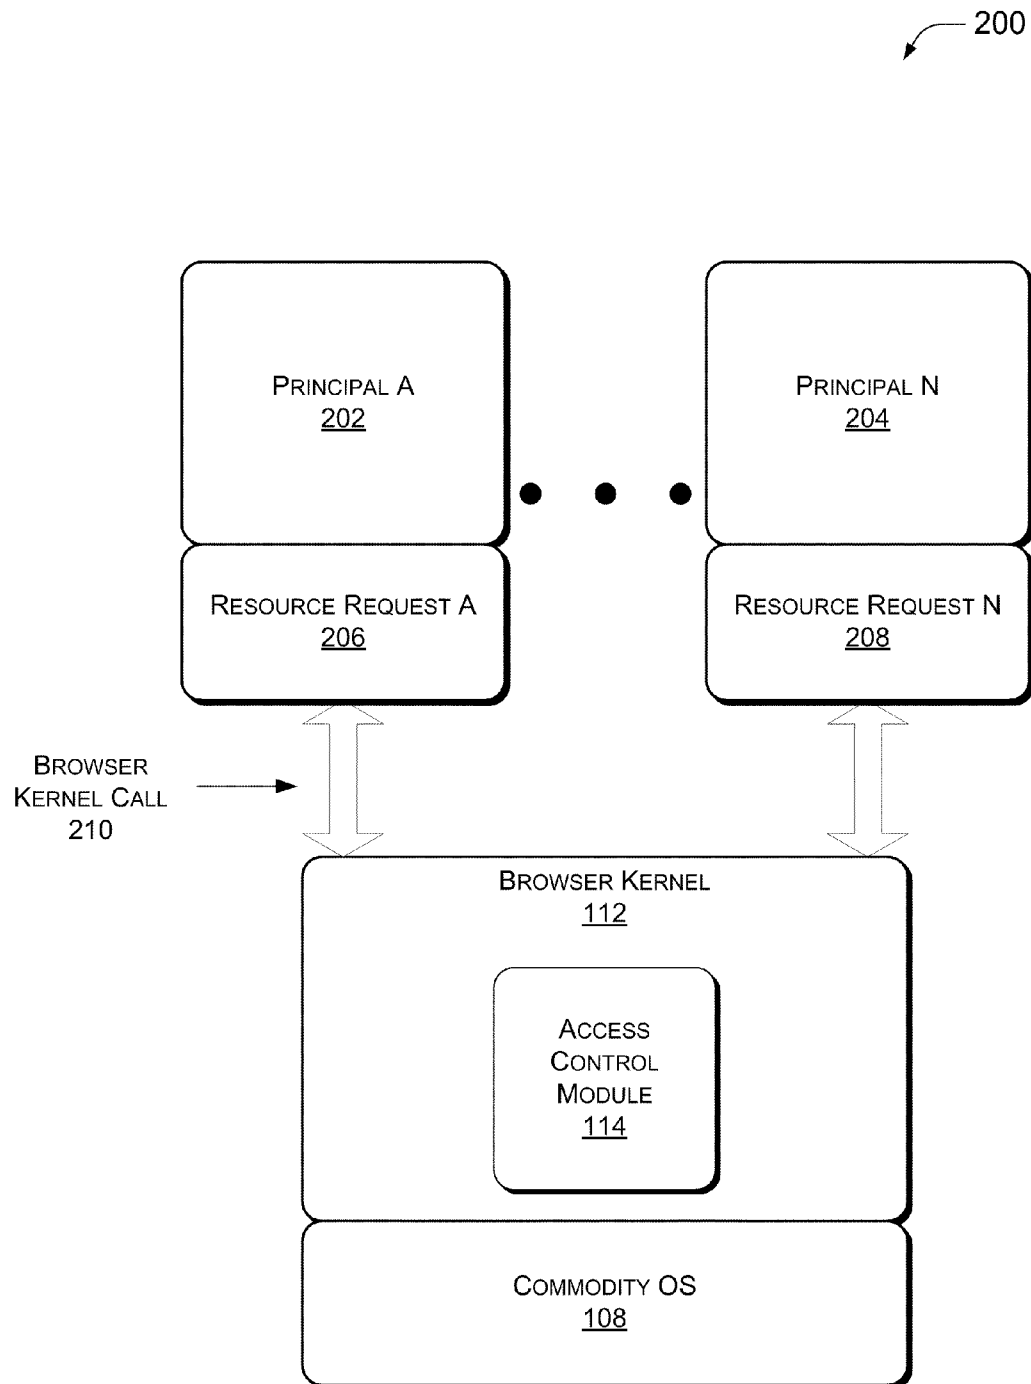 200
PRINCIPAL A
202
PRINCIPAL N
204
RESOURCE REQUEST A
206
RESOURCE REQUEST N
208
BROWSER
KERNEL CALL
210
BROWSER KERNEL
112
ACCESS
CONTROL
MODULE
114
COMMODITY OS
108